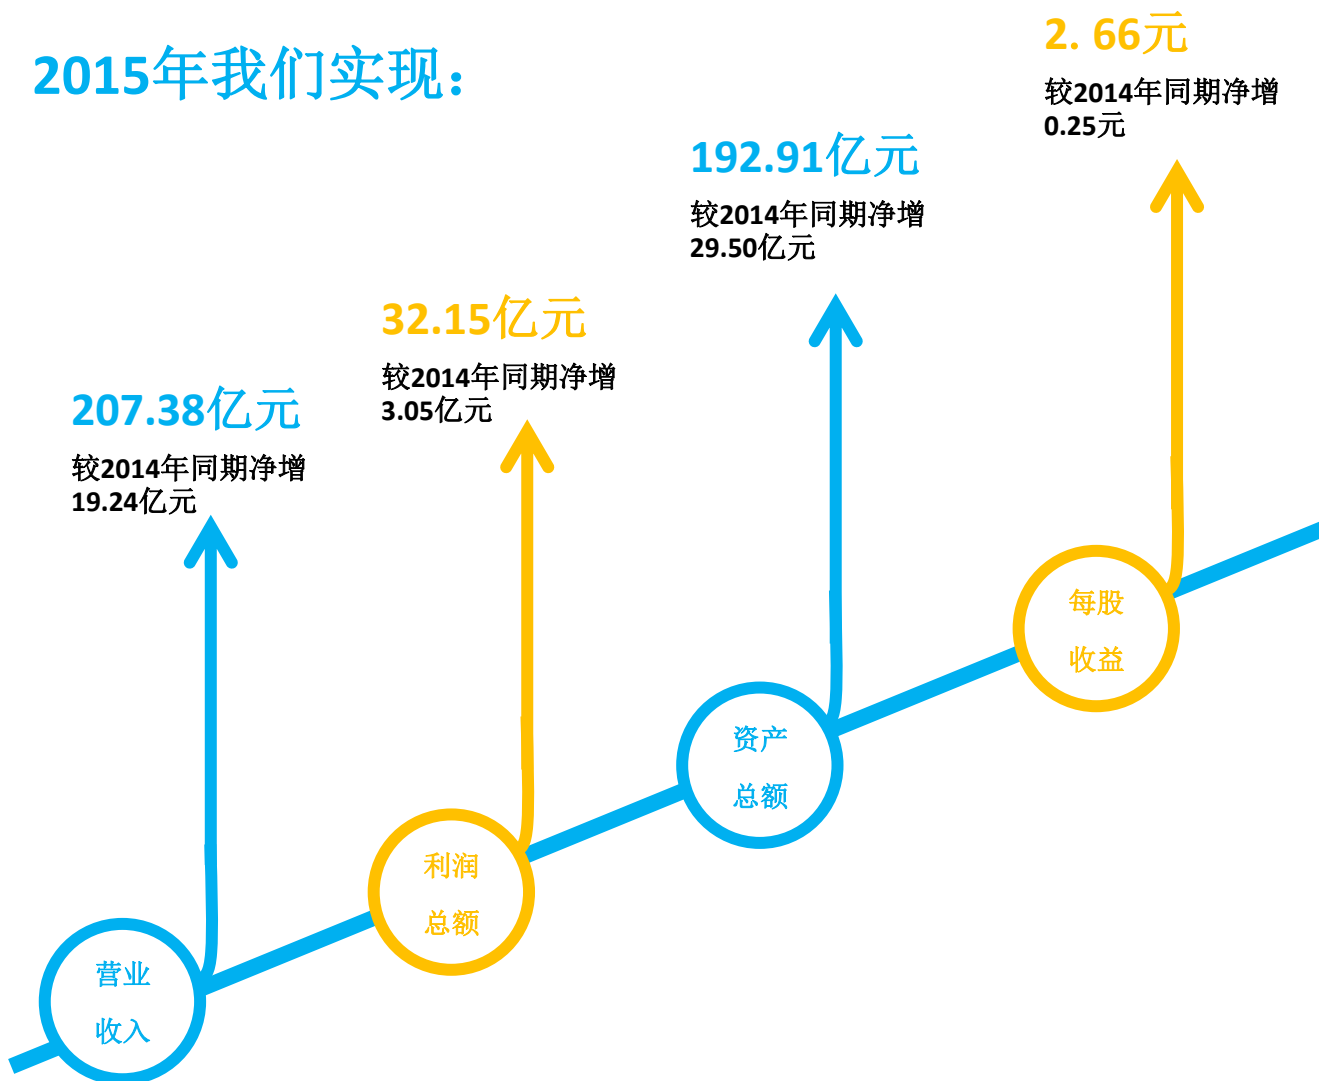 2015年我们实现：
207.38亿元
较2014年同期净增
19.24亿元
营业
收入
32.15亿元
较2014年同期净增
3.05亿元
利润
总额
192.91亿元
较2014年同期净增
29.50亿元
资产
总额
2. 66元
较2014年同期净增
0.25元
每股
收益